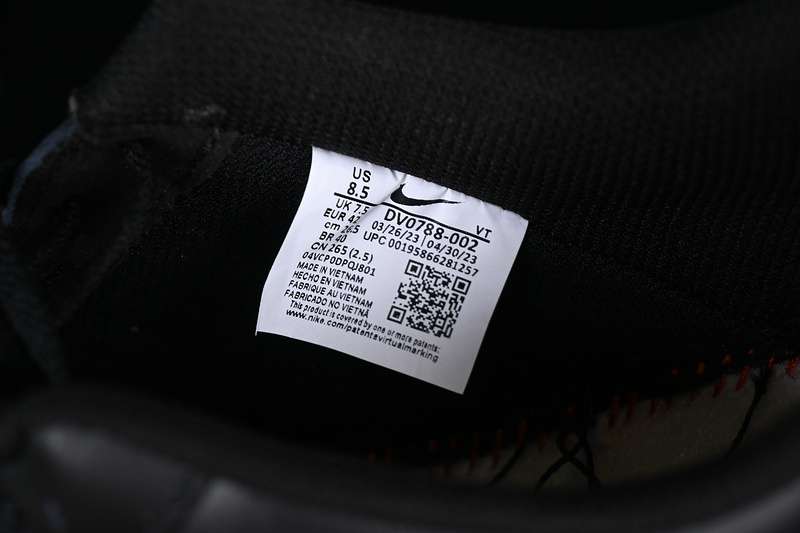 US
8.5
UK 7.5
EUR 42
cm 26.5
BR 40
CN 265 (2.5)
04VCP0DPQJ801
DV0788-002 VT
03/26/23 04/30/23
UPC 00195866281257
MADE IN VIETNAM
HECHO EN VIETNAM
FABRIQUE AU VIETNAM
FABRICADO NO VIETNÃ
This product is covered by one or more patents:
www.nike.com/patentsvirtualmarking